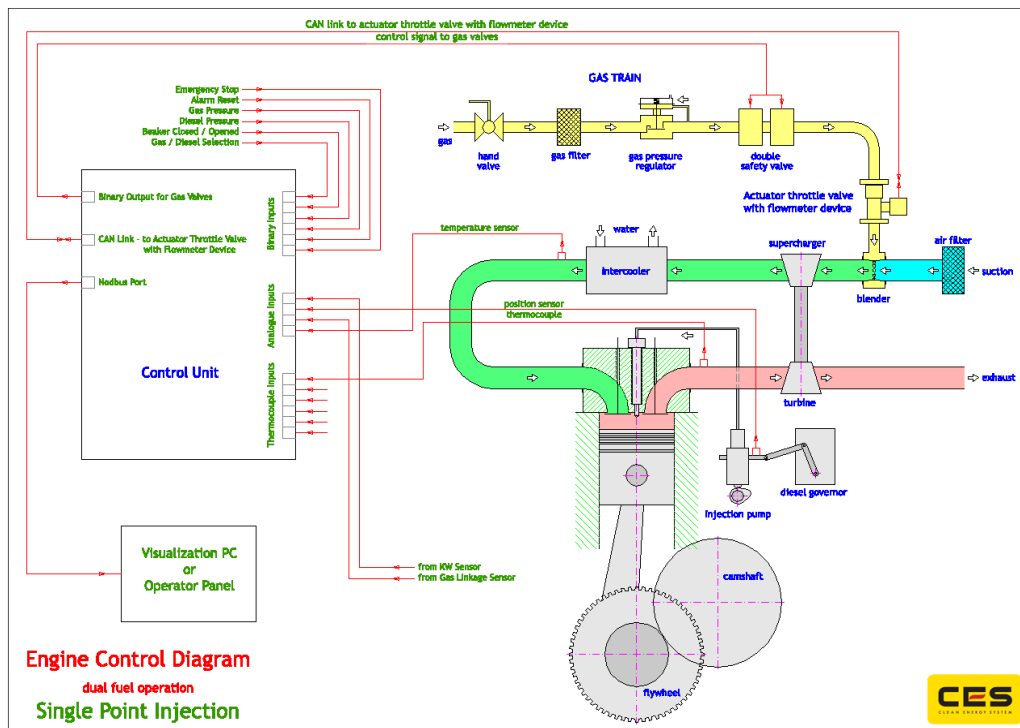 CAN link to actuator throttle valve with flowmeter device
control signal to gas valves
GAS TRAIN
Emergency Stop
Alarm Reset
Gas Pressure
Diesel Pressure
Beaker Closed / Opened
Gas / Diesel Selection
gas
hand
valve
gas filter
gas pressure
regulator
double
safety valve
Actuator throttle valve
with flowmeter device
Binary Output for Gas Valves
CAN Link - to Actuator Throttle Valve
with Flowmeter Device
Nodbus Port
Binary Inputs
Analogue Inputs
Thermocouple Inputs
Control Unit
temperature sensor
water
intercooler
supercharger
air filter
suction
blender
position sensor
thermocouple
exhaust
turbine
injection pump
diesel governor
Visualization PC
or
Operator Panel
from KW Sensor
from Gas Linkage Sensor
camshaft
flywheel
Engine Control Diagram
dual fuel operation
Single Point Injection
CES
CLEAN ENERGY SYSTEM